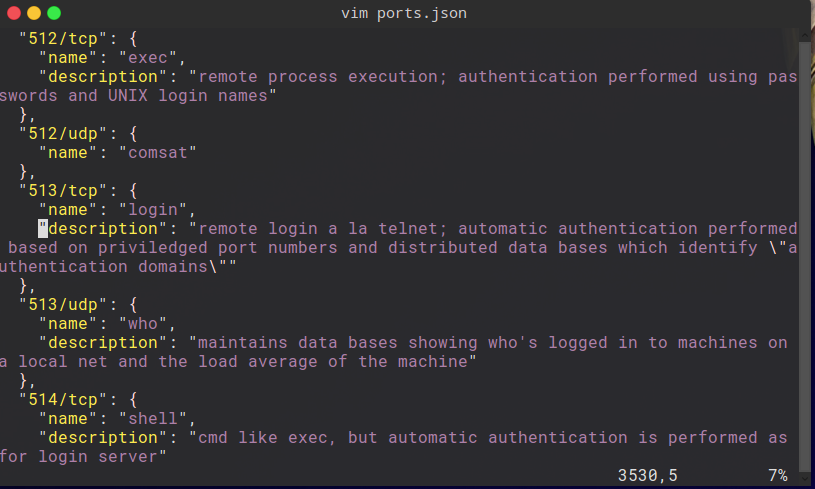 vim ports.json
"512/tcp": {
"name": "exec",
"description": "remote process execution; authentication performed using pas
swords and UNIX login names"
},
"512/udp": {
"name": "comsat"
},
"513/tcp": {
"name": "login",
"description": "remote login a la telnet; automatic authentication performed
based on priviledged port numbers and distributed data bases which identify \"a
uthentication domains\""
},
"513/udp": {
"name": "who",
"description": "maintains data bases showing who's logged in to machines on
a local net and the load average of the machine"
},
"514/tcp": {
"name": "shell",
"description": "cmd like exec, but automatic authentication is performed as
for login server"
3530,5 7%